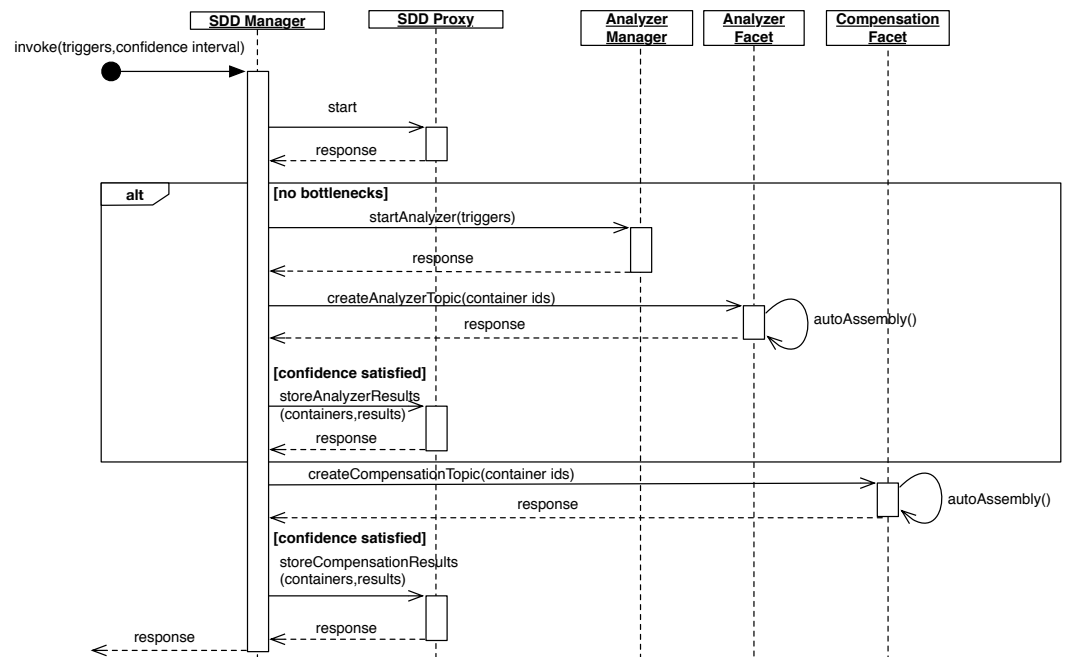 SDD Manager
SDD Proxy
Analyzer
Manager
Analyzer
Facet
Compensation
Facet
invoke(triggers,confidence interval)
start
response
alt
[no bottlenecks]
startAnalyzer(triggers)
response
createAnalyzerTopic(container ids)
autoAssembly()
response
[confidence satisfied]
storeAnalyzerResults
(containers,results)
response
createCompensationTopic(container ids)
autoAssembly()
response
[confidence satisfied]
storeCompensationResults
(containers,results)
response
response